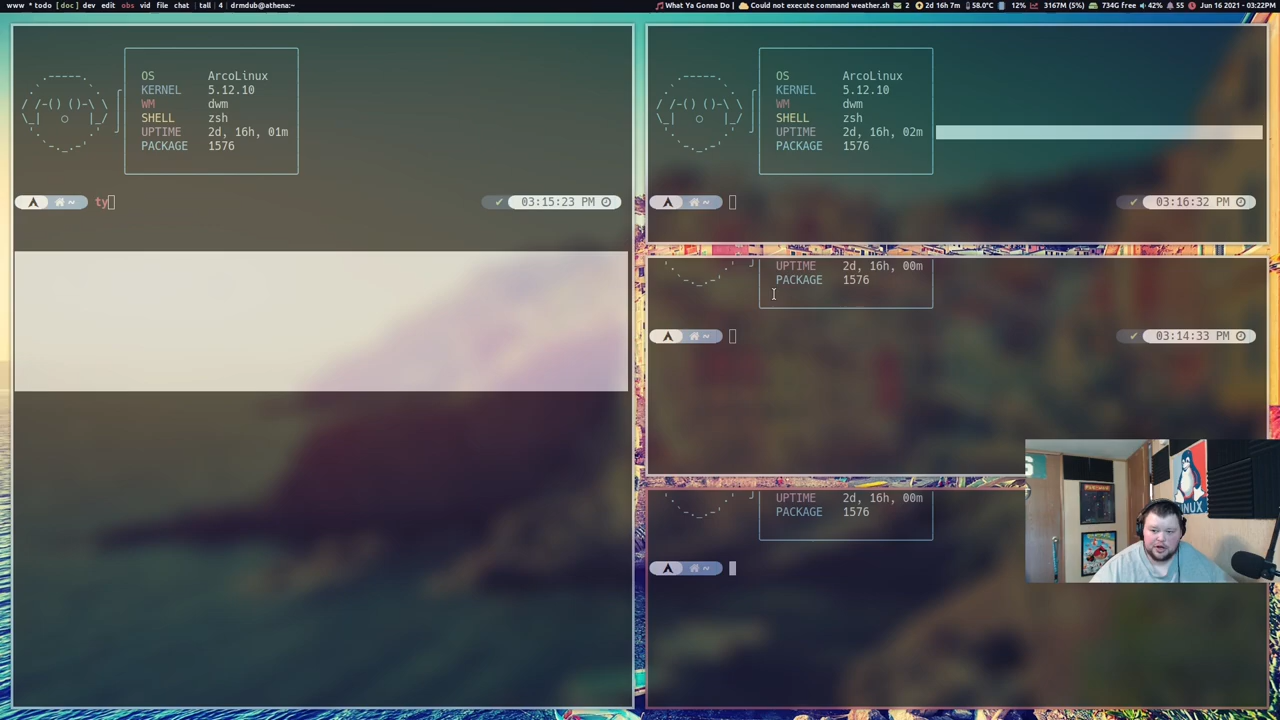 www * todo [ doc ] dev edit obs vid file chat | tall | 4 | drmdub@athena:~
What Ya Gonna Do | Could not execute command weather.sh 2 2d 16h 7m 58.0°C 12% 3167M (5%) 734G free 42% 55 Jun 16 2021 - 03:22PM
OS ArcoLinux
KERNEL 5.12.10
WM dwm
SHELL zsh
UPTIME 2d, 16h, 01m
PACKAGE 1576
~ ty ✓ 03:15:23 PM
OS ArcoLinux
KERNEL 5.12.10
WM dwm
SHELL zsh
UPTIME 2d, 16h, 02m
PACKAGE 1576
~ ✓ 03:16:32 PM
UPTIME 2d, 16h, 00m
PACKAGE 1576
~ ✓ 03:14:33 PM
UPTIME 2d, 16h, 00m
PACKAGE 1576
~